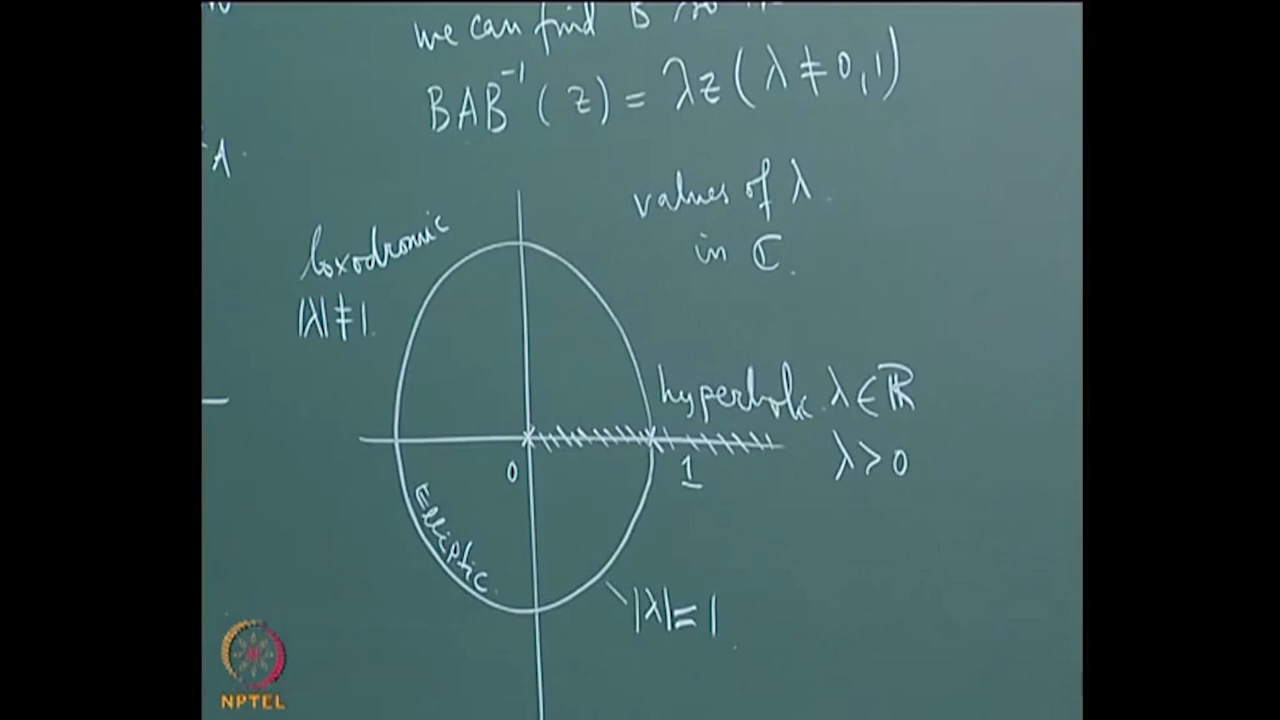 we can find B so
BAB⁻¹(z) = λz (λ ≠ 0, 1)
A.
values of λ
in ℂ.
loxodromic
|λ| ≠ 1.
hyperbolic. λ ∈ ℝ
λ > 0
0
1
Elliptic.
|λ| = 1
NPTEL